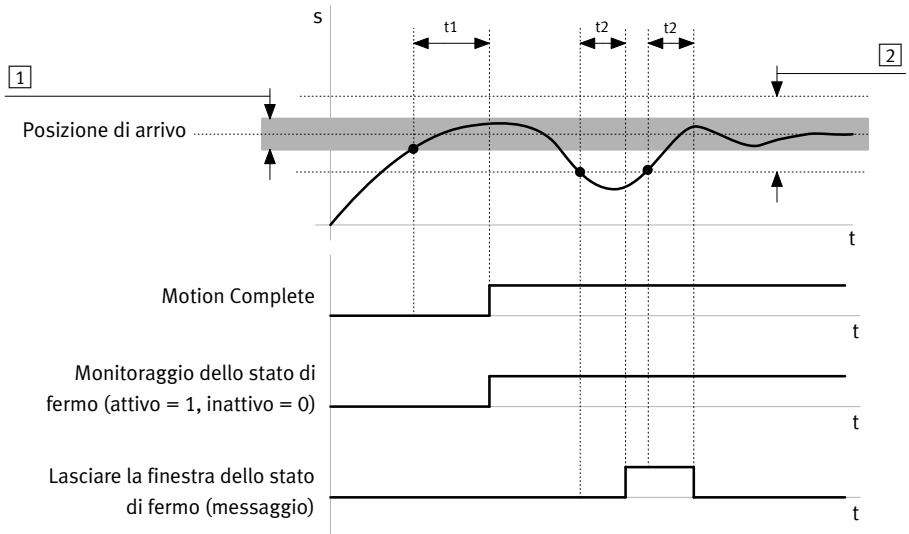 s
t1
t2
t2
1
2
Posizione di arrivo
t
Motion Complete
t
Monitoraggio dello stato di
fermo (attivo = 1, inattivo = 0)
t
Lasciare la finestra dello stato
di fermo (messaggio)
t